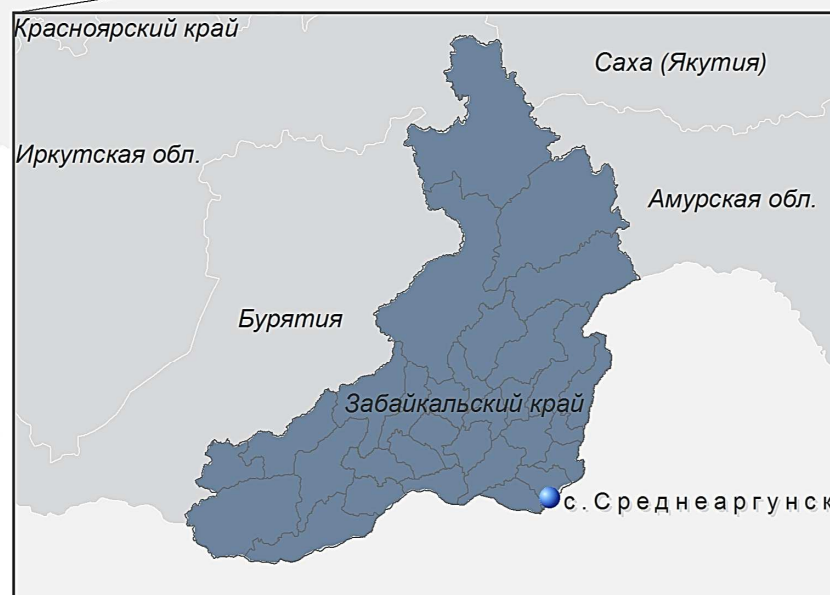 Красноярский край
Саха (Якутия)
Иркутская обл.
Амурская обл.
Бурятия
Забайкальский край
с. Среднеаргунск